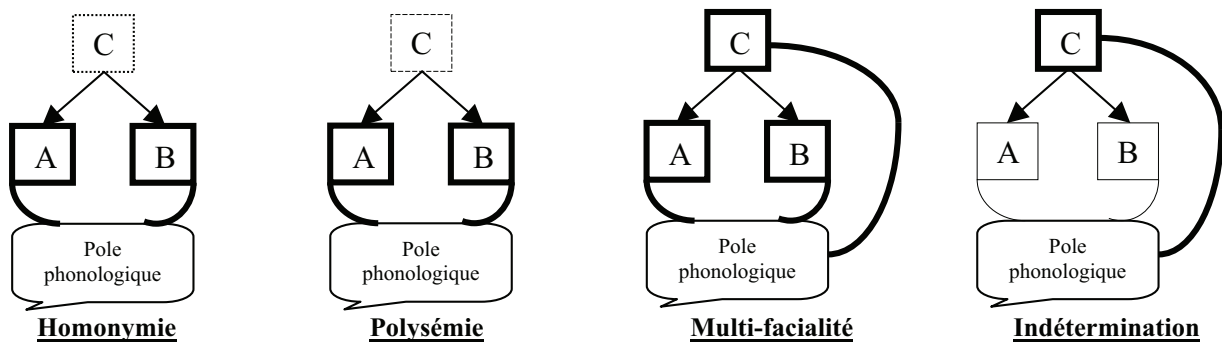 C
A B
Pole
phonologique
Homonymie
C
A B
Pole
phonologique
Polysémie
C
A B
Pole
phonologique
Multi-facialité
C
A B
Pole
phonologique
Indétermination